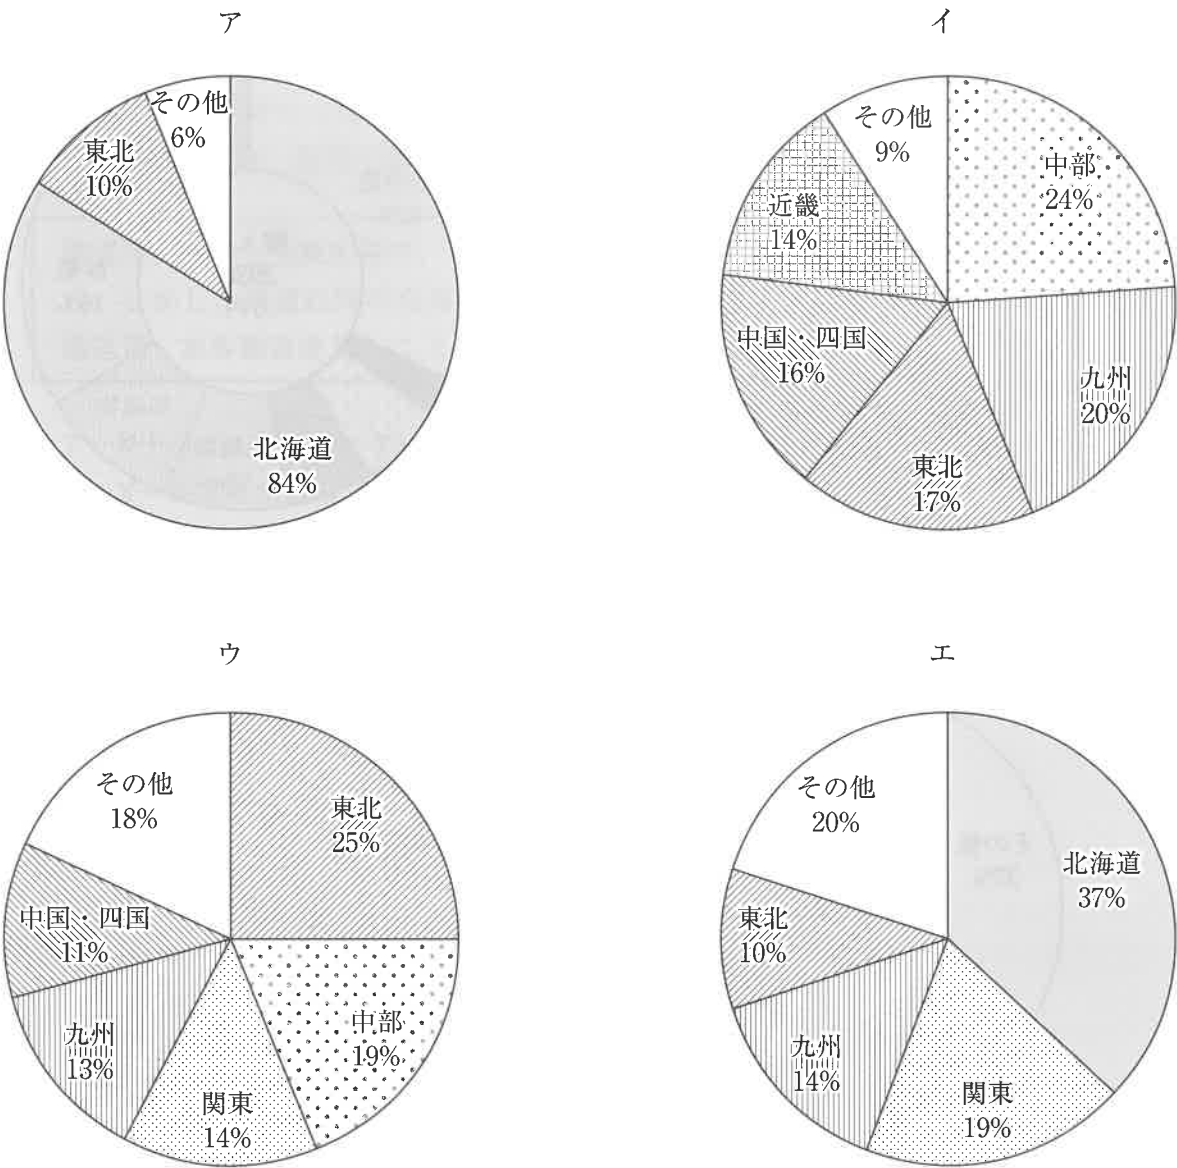 ア
その他
6%
東北
10%
北海道
84%
イ
その他
9%
中部
24%
近畿
14%
中国・四国
16%
九州
20%
東北
17%
ウ
その他
18%
東北
25%
中国・四国
11%
中部
19%
九州
13%
関東
14%
エ
その他
20%
北海道
37%
東北
10%
九州
14%
関東
19%